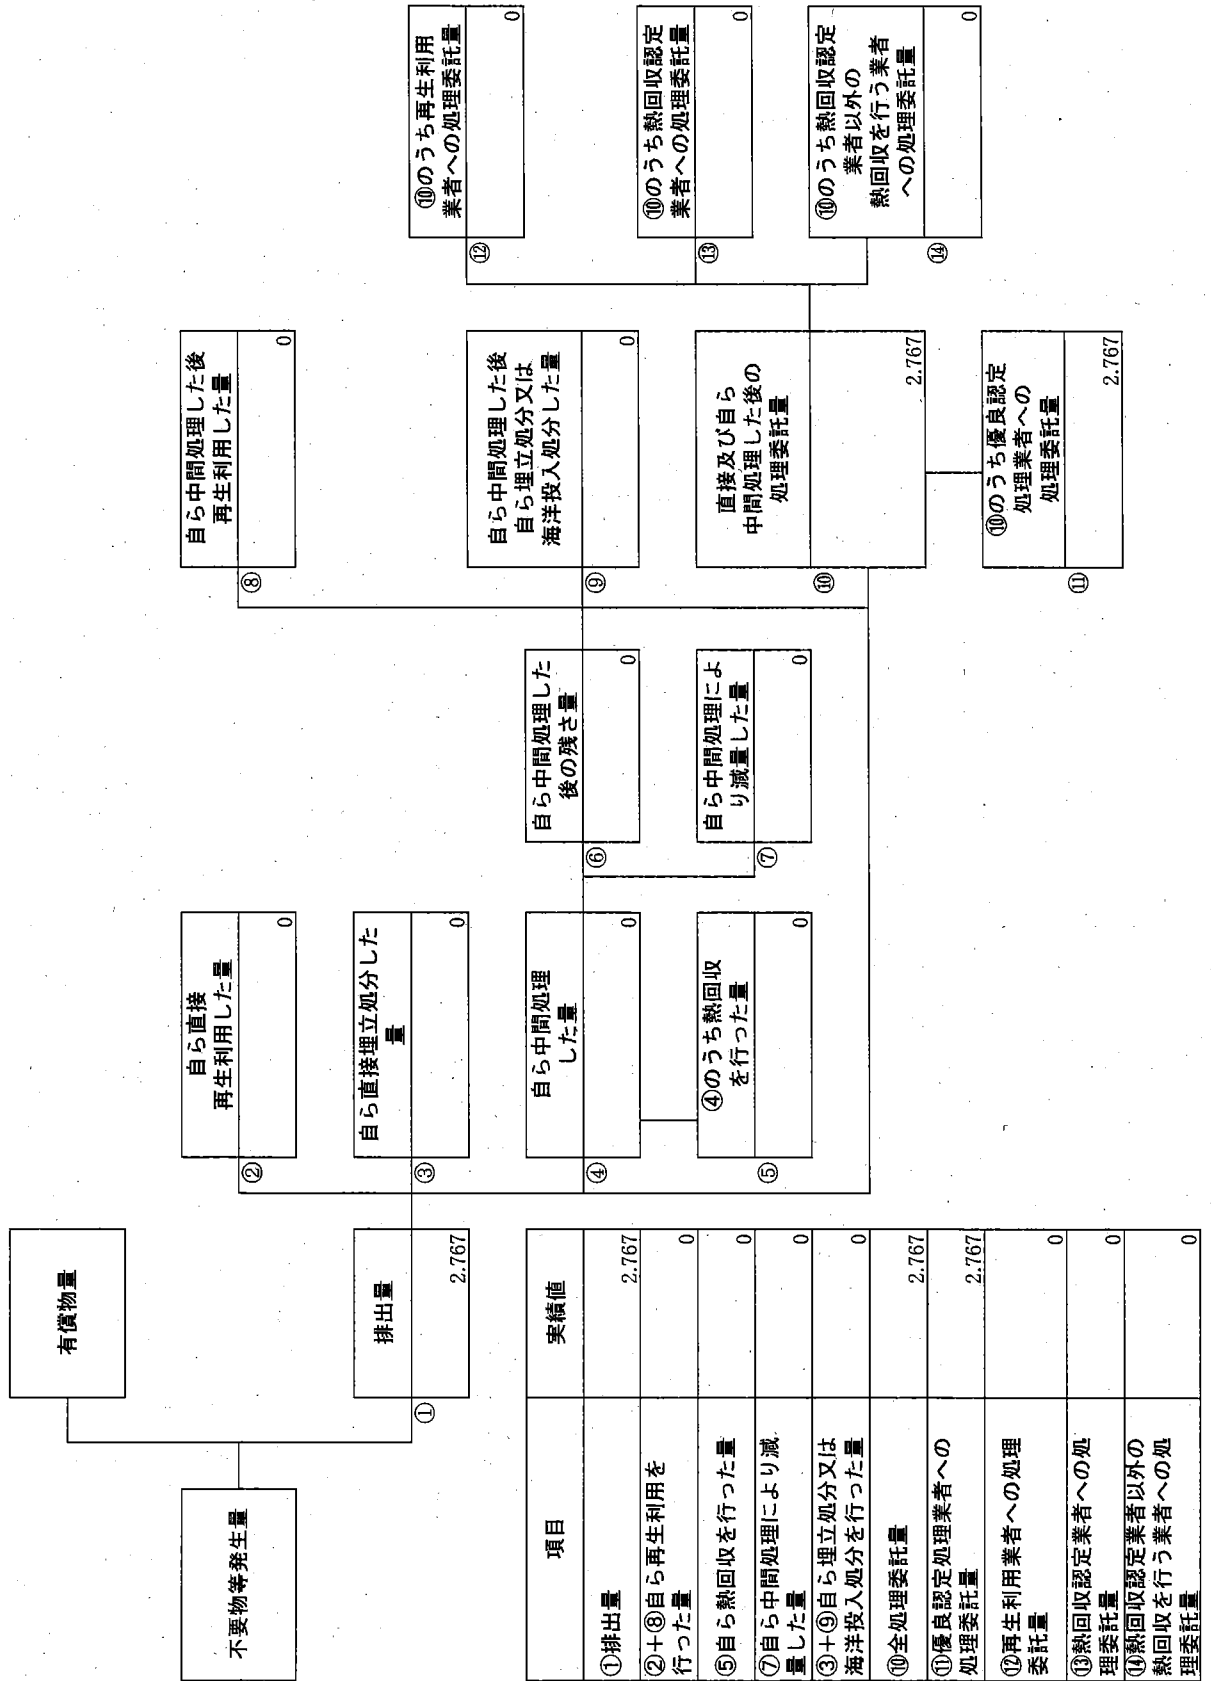 不要物等発生量
有償物量
①
排出量
2.767
②
自ら直接
再生利用した量
0
③
自ら直接埋立処分した
量
0
④
自ら中間処理
した量
0
⑤
④のうち熱回収
を行った量
0
⑥
自ら中間処理した
後の残さ量
0
⑦
自ら中間処理によ
り減量した量
0
⑧
自ら中間処理した後
再生利用した量
0
⑨
自ら中間処理した後
自ら埋立処分又は
海洋投入処分した量
0
⑩
直接及び自ら
中間処理した後の
処理委託量
2.767
⑪
⑩のうち優良認定
処理業者への
処理委託量
2.767
⑫
⑩のうち再生利用
業者への処理委託量
0
⑬
⑩のうち熱回収認定
業者への処理委託量
0
⑭
⑩のうち熱回収認定
業者以外の
熱回収を行う業者
への処理委託量
0
項目 実績値
①排出量 2.767
②+⑧自ら再生利用を
行った量 0
⑤自ら熱回収を行った量 0
⑦自ら中間処理により減
量した量 0
③+⑨自ら埋立処分又は
海洋投入処分を行った量 0
⑩全処理委託量 2.767
⑪優良認定処理業者への
処理委託量 2.767
⑫再生利用業者への処理
委託量 0
⑬熱回収認定業者への処
理委託量 0
⑭熱回収認定業者以外の
熱回収を行う業者への処
理委託量 0